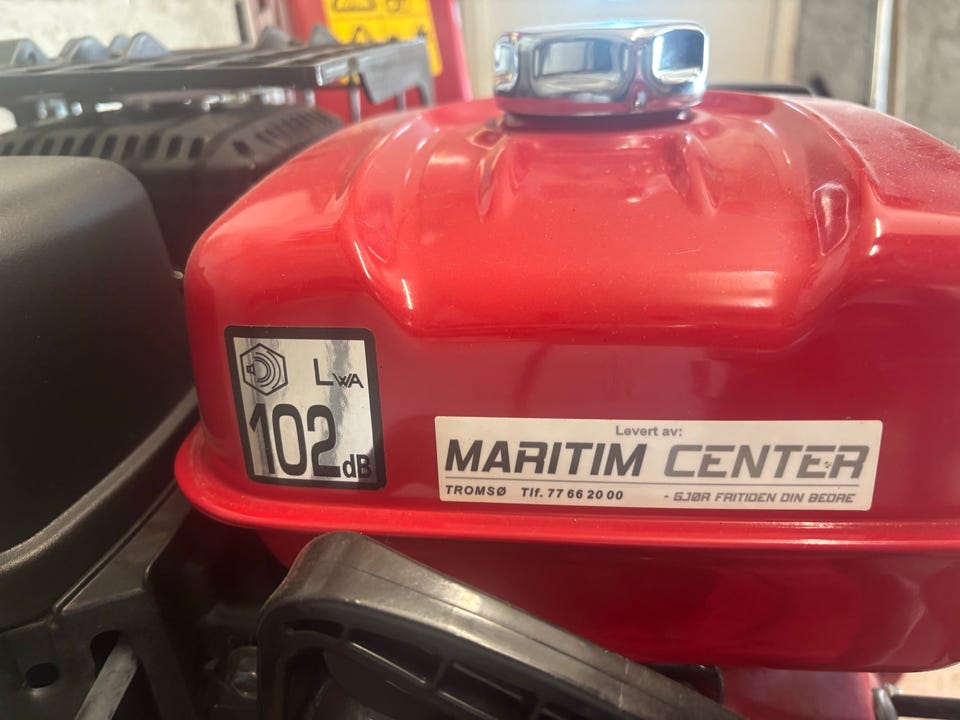 LWA
102dB
Levert av:
MARITIM CENTER
TROMSØ Tlf. 77 66 20 00 - GJØR FRITIDEN DIN BEDRE